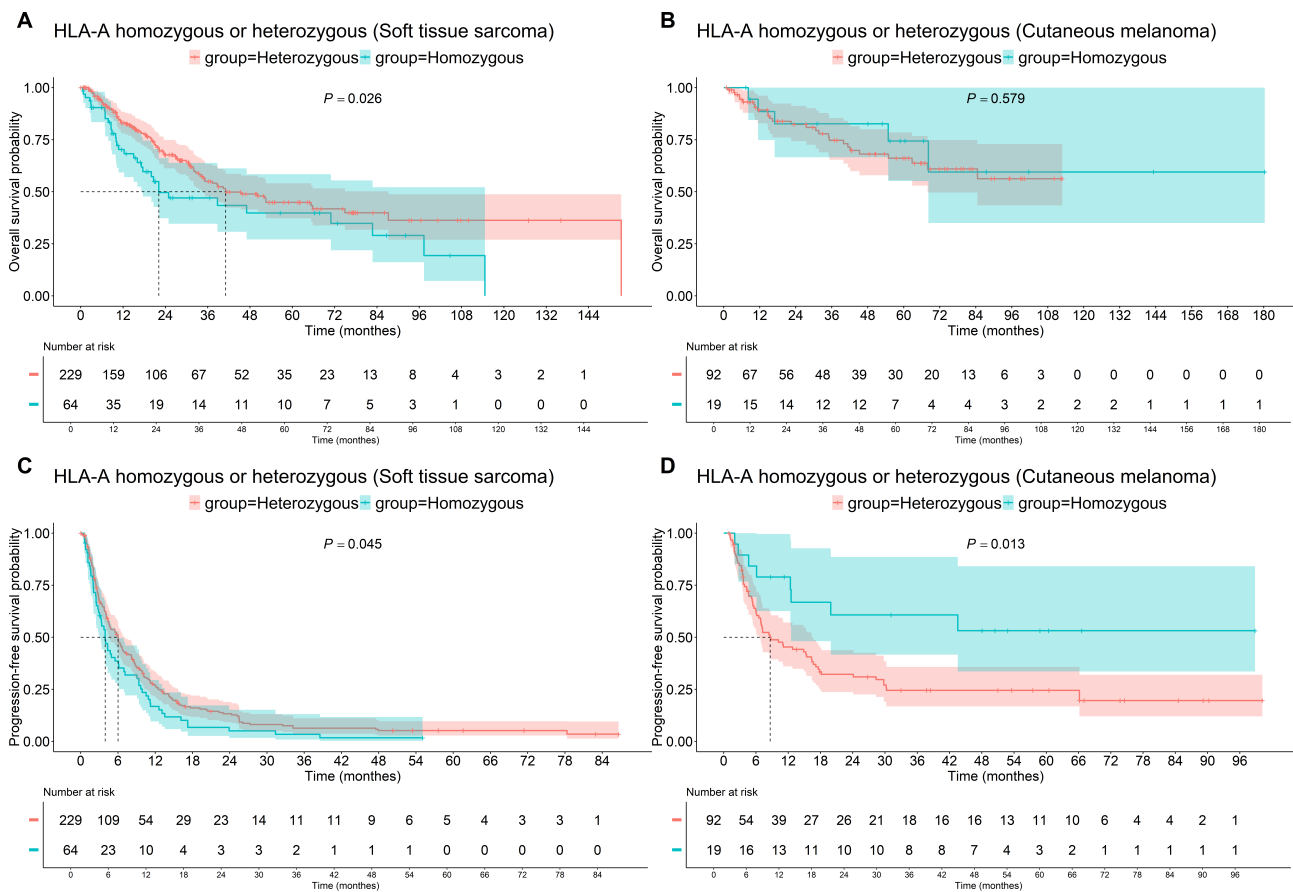 A
HLA-A homozygous or heterozygous (Soft tissue sarcoma)
group=Heterozygous group=Homozygous
P = 0.026
Overall survival probability
1.00
0.75
0.50
0.25
0.00
0 12 24 36 48 60 72 84 96 108 120 132 144
Time (monthes)
Number at risk
229 159 106 67 52 35 23 13 8 4 3 2 1
64 35 19 14 11 10 7 5 3 1 0 0 0
0 12 24 36 48 60 72 84 96 108 120 132 144
Time (monthes)
B
HLA-A homozygous or heterozygous (Cutaneous melanoma)
group=Heterozygous group=Homozygous
P = 0.579
Overall survival probability
1.00
0.75
0.50
0.25
0.00
0 12 24 36 48 60 72 84 96 108 120 132 144 156 168 180
Time (monthes)
Number at risk
92 67 56 48 39 30 20 13 6 3 0 0 0 0 0 0
19 15 14 12 12 7 4 4 3 2 2 2 1 1 1 1
0 12 24 36 48 60 72 84 96 108 120 132 144 156 168 180
Time (monthes)
C
HLA-A homozygous or heterozygous (Soft tissue sarcoma)
group=Heterozygous group=Homozygous
P = 0.045
Progression-free survival probability
1.00
0.75
0.50
0.25
0.00
0 6 12 18 24 30 36 42 48 54 60 66 72 78 84
Time (monthes)
Number at risk
229 109 54 29 23 14 11 11 9 6 5 4 3 3 1
64 23 10 4 3 3 2 1 1 1 0 0 0 0 0
0 6 12 18 24 30 36 42 48 54 60 66 72 78 84
Time (monthes)
D
HLA-A homozygous or heterozygous (Cutaneous melanoma)
group=Heterozygous group=Homozygous
P = 0.013
Progression-free survival probability
1.00
0.75
0.50
0.25
0.00
0 6 12 18 24 30 36 42 48 54 60 66 72 78 84 90 96
Time (monthes)
Number at risk
92 54 39 27 26 21 18 16 16 13 11 10 6 4 4 2 1
19 16 13 11 10 10 8 8 7 4 3 2 1 1 1 1 1
0 6 12 18 24 30 36 42 48 54 60 66 72 78 84 90 96
Time (monthes)